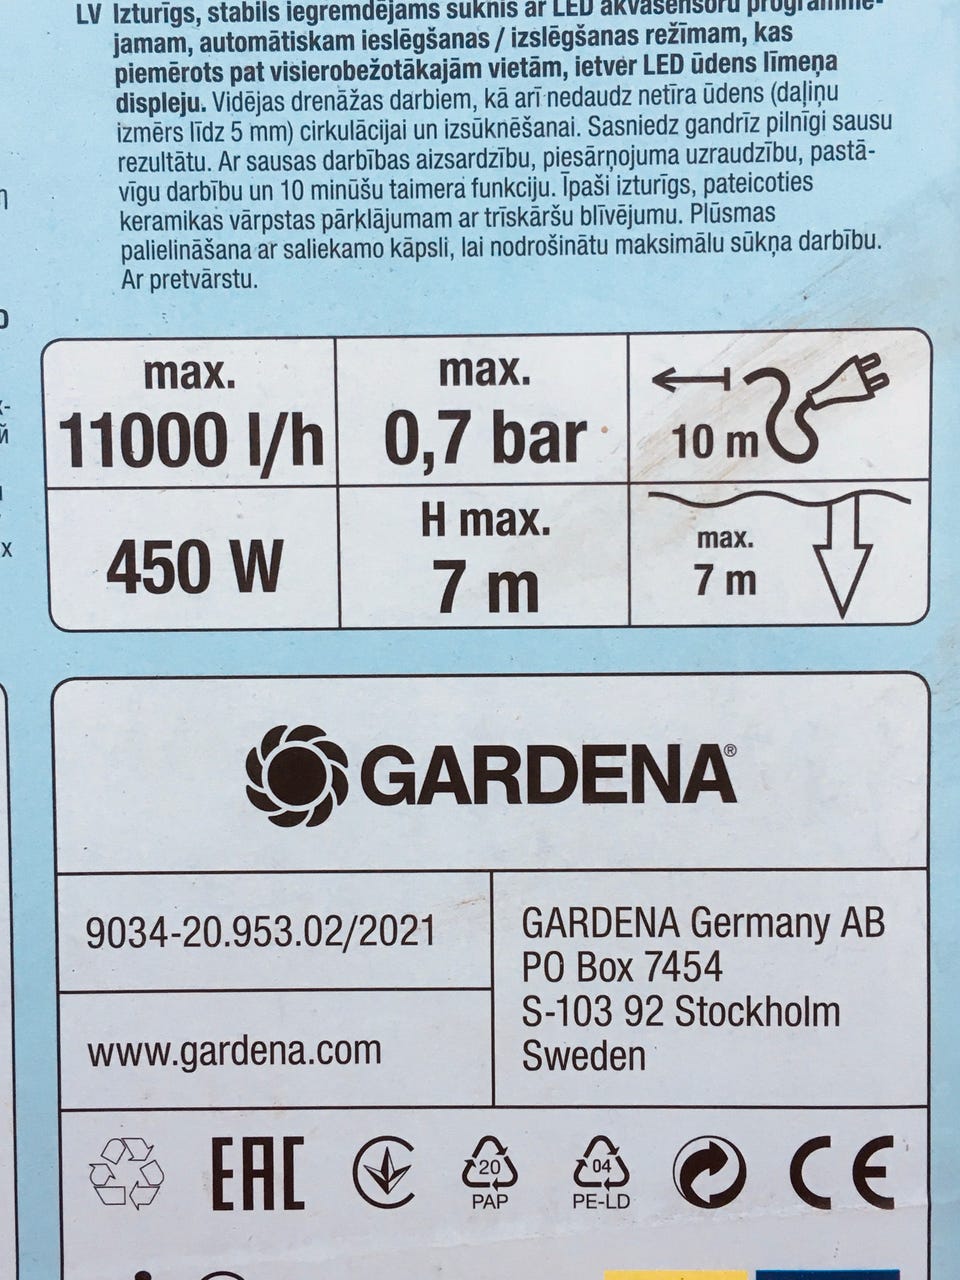 LV Izturīgs, stabils iegremdējams sūknis ar LED akvasensoru programmē-
jamam, automātiskam ieslēgšanas / izslēgšanas režīmam, kas
piemērots pat visierobežotākajām vietām, ietver LED ūdens līmeņa
displeju. Vidējas drenāžas darbiem, kā arī nedaudz netīra ūdens (daļiņu
izmērs līdz 5 mm) cirkulācijai un izsūknēšanai. Sasniedz gandrīz pilnīgi sausu
rezultātu. Ar sausas darbības aizsardzību, piesārņojuma uzraudzību, pastā-
vīgu darbību un 10 minūšu taimera funkciju. Īpaši izturīgs, pateicoties
keramikas vārpstas pārklājumam ar trīskāršu blīvējumu. Plūsmas
palielināšana ar saliekamo kāpsli, lai nodrošinātu maksimālu sūkņa darbību.
Ar pretvārstu.
max.
11000 l/h
max.
0,7 bar
10 m
450 W
H max.
7 m
max.
7 m
GARDENA®
9034-20.953.02/2021
www.gardena.com
GARDENA Germany AB
PO Box 7454
S-103 92 Stockholm
Sweden
EAC
20
PAP
04
PE-LD
CE